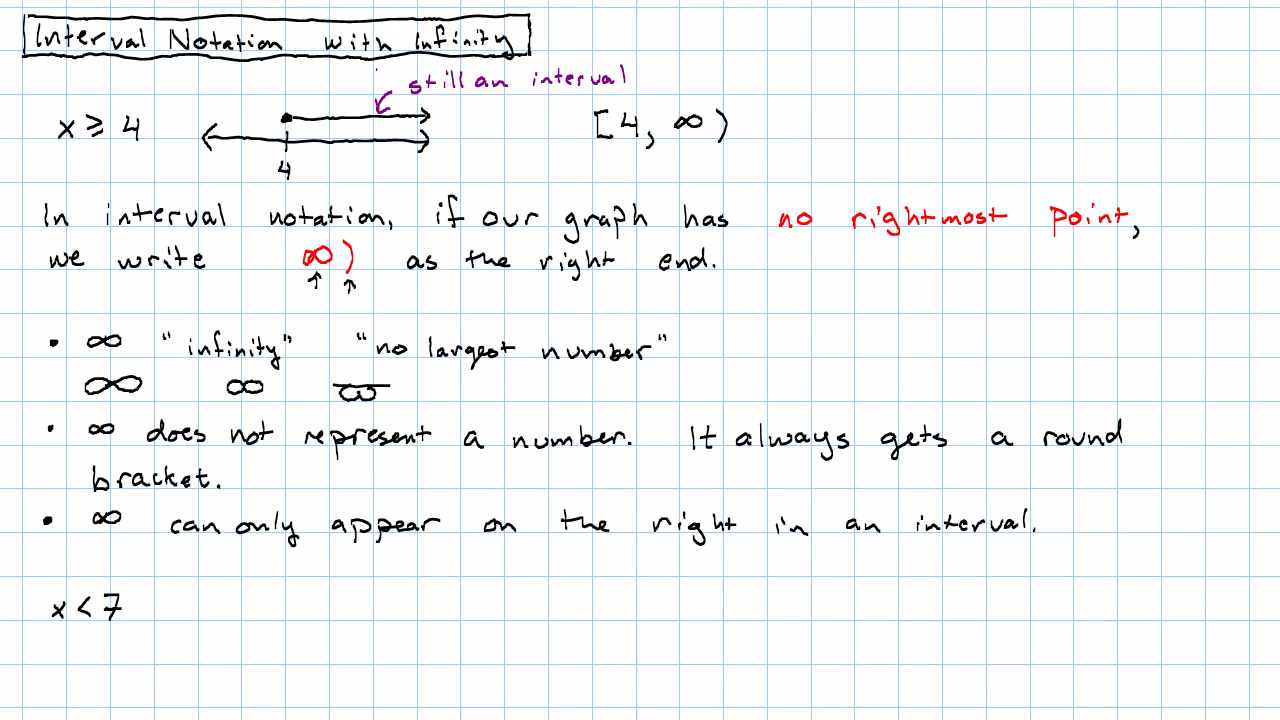 Interval Notation with Infinity
still an interval
x ≥ 4
[4, ∞)
4
In interval notation, if our graph has no rightmost point,
we write ∞) as the right end.
• ∞ "infinity" "no largest number"
∞ ∞
• ∞ does not represent a number. It always gets a round
bracket.
• ∞ can only appear on the right in an interval.
x < 7